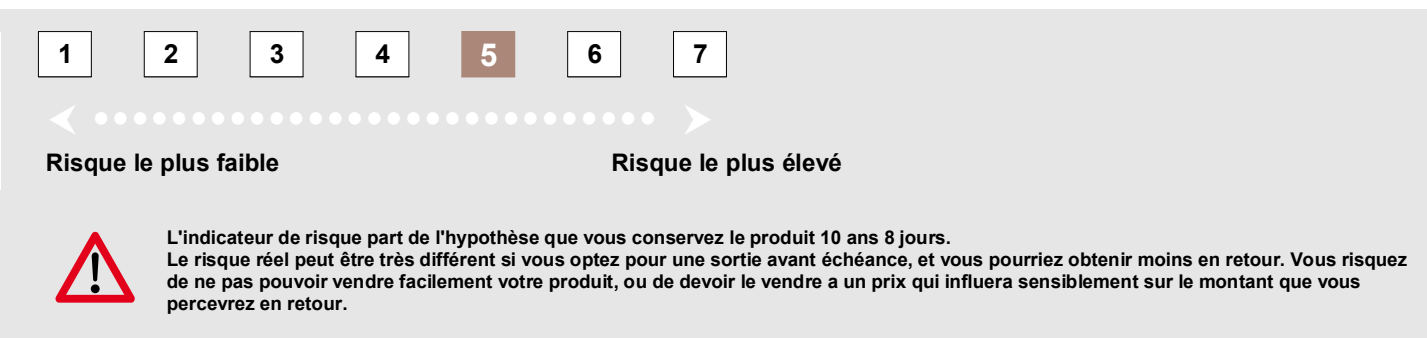 1 2 3 4 5 6 7
Risque le plus faible Risque le plus élevé
L'indicateur de risque part de l'hypothèse que vous conservez le produit 10 ans 8 jours.
Le risque réel peut être très différent si vous optez pour une sortie avant échéance, et vous pourriez obtenir moins en retour. Vous risquez
de ne pas pouvoir vendre facilement votre produit, ou de devoir le vendre a un prix qui influera sensiblement sur le montant que vous
percevrez en retour.